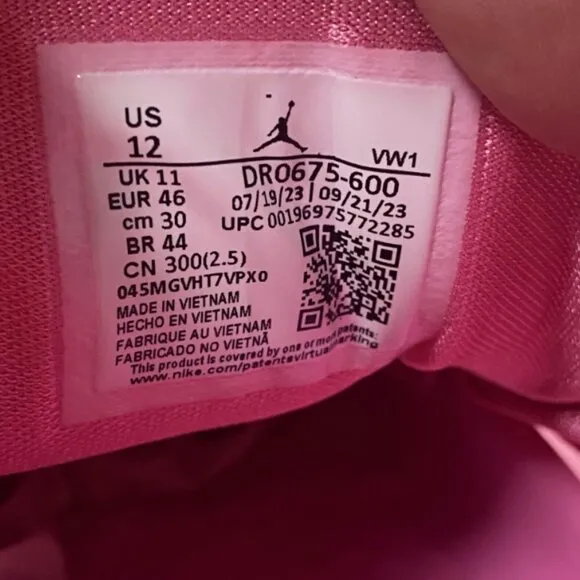 US
12
VW1
UK 11
DR0675-600
EUR 46
07/19/23 | 09/21/23
cm 30
UPC 00196975772285
BR 44
CN 300(2.5)
045MGVHT7VPX0
MADE IN VIETNAM
HECHO EN VIETNAM
FABRIQUE AU VIETNAM
FABRICADO NO VIETNÃ
This product is covered by one or more patents:
www.nike.com/patentsvirtualmarking